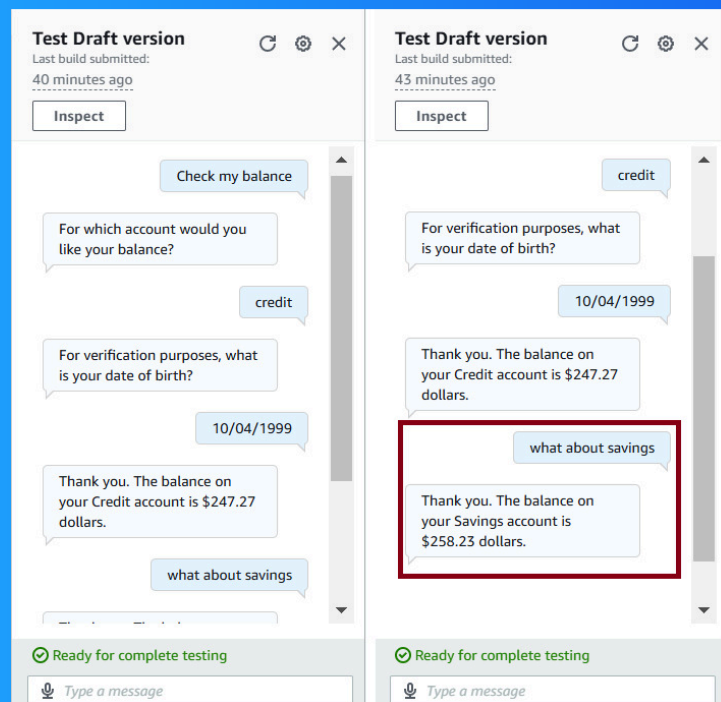 Test Draft version
Last build submitted:
40 minutes ago
Inspect
Check my balance
For which account would you
like your balance?
credit
For verification purposes, what
is your date of birth?
10/04/1999
Thank you. The balance on
your Credit account is $247.27
dollars.
what about savings
Ready for complete testing
Type a message
Test Draft version
Last build submitted:
43 minutes ago
Inspect
credit
For verification purposes, what
is your date of birth?
10/04/1999
Thank you. The balance on
your Credit account is $247.27
dollars.
what about savings
Thank you. The balance on
your Savings account is
$258.23 dollars.
Ready for complete testing
Type a message